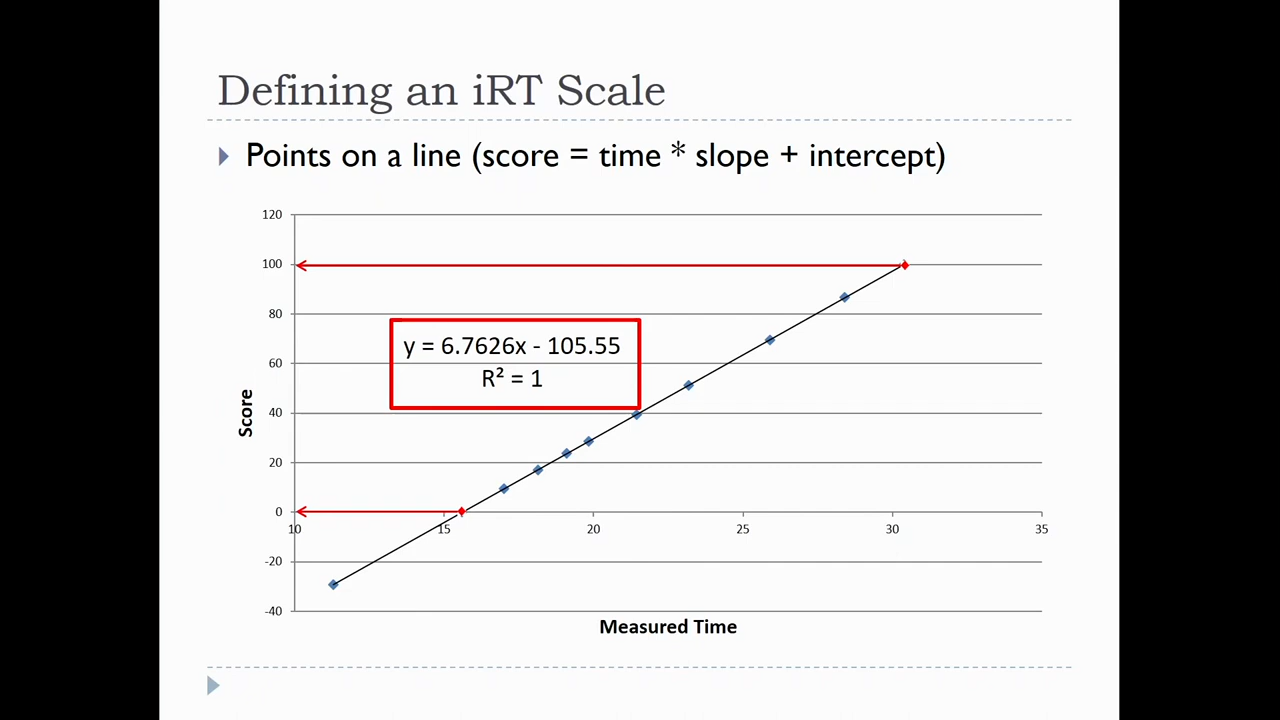 Defining an iRT Scale
Points on a line (score = time * slope + intercept)
120
100
80
60
40
20
0
-20
-40
Score
y = 6.7626x - 105.55
R² = 1
10 15 20 25 30 35
Measured Time